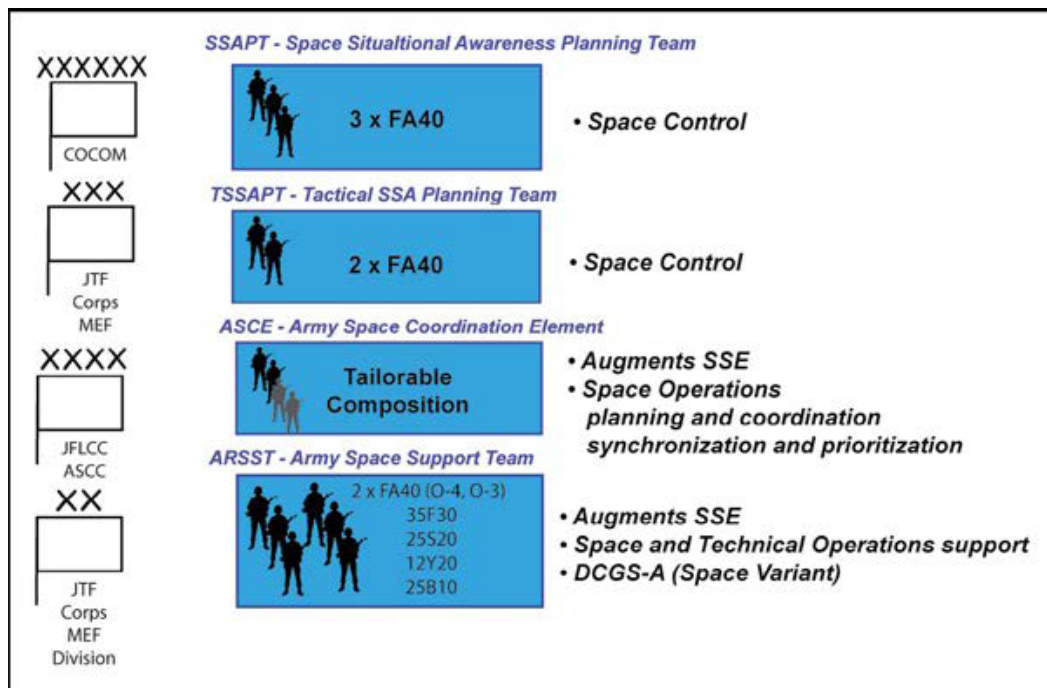 SSAPT - Space Situaltional Awareness Planning Team
XXXXXX
COCOM
3 x FA40
• Space Control
TSSAPT - Tactical SSA Planning Team
XXX
JTF
Corps
MEF
2 x FA40
• Space Control
ASCE - Army Space Coordination Element
XXXX
JFLCC
ASCC
Tailorable
Composition
• Augments SSE
• Space Operations
planning and coordination
synchronization and prioritization
ARSST - Army Space Support Team
XX
JTF
Corps
MEF
Division
2 x FA40 (O-4, O-3)
35F30
25S20
12Y20
25B10
• Augments SSE
• Space and Technical Operations support
• DCGS-A (Space Variant)